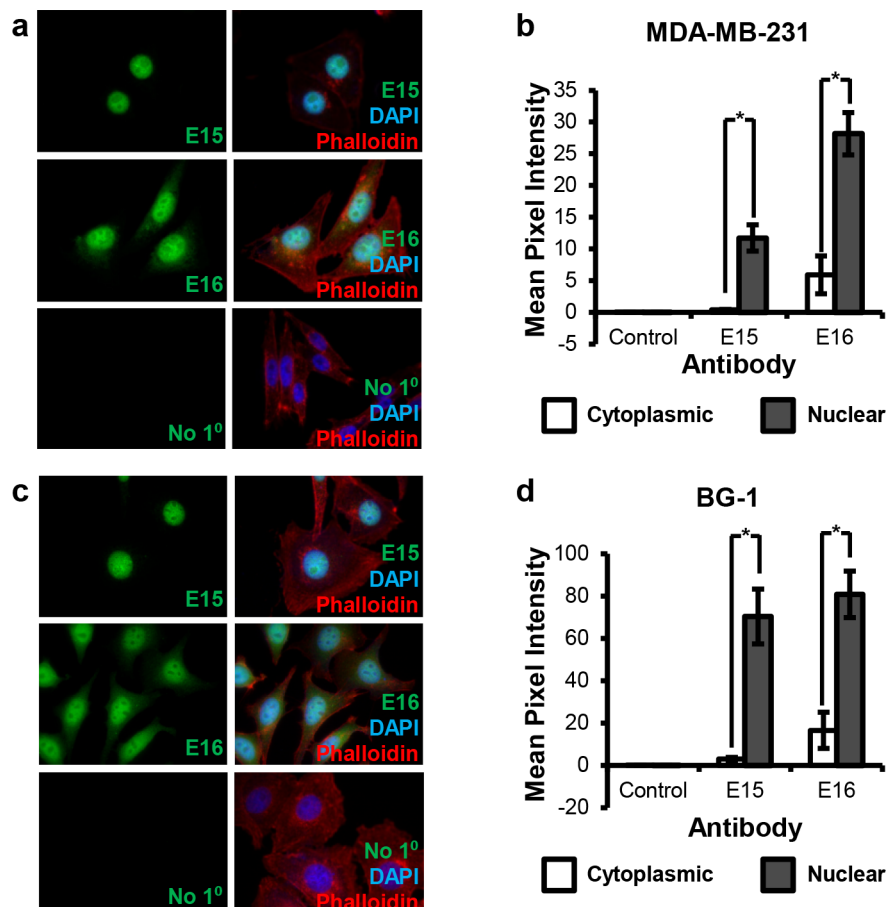 a
E15
E15
DAPI
Phalloidin
E16
E16
DAPI
Phalloidin
No 1⁰
No 1⁰
DAPI
Phalloidin
b
MDA-MB-231
Mean Pixel Intensity
35
30
25
20
15
10
5
0
-5
*
*
Control
E15
E16
Antibody
Cytoplasmic
Nuclear
c
E15
E15
DAPI
Phalloidin
E16
E16
DAPI
Phalloidin
No 1⁰
No 1⁰
DAPI
Phalloidin
d
BG-1
Mean Pixel Intensity
100
80
60
40
20
0
-20
*
*
Control
E15
E16
Antibody
Cytoplasmic
Nuclear